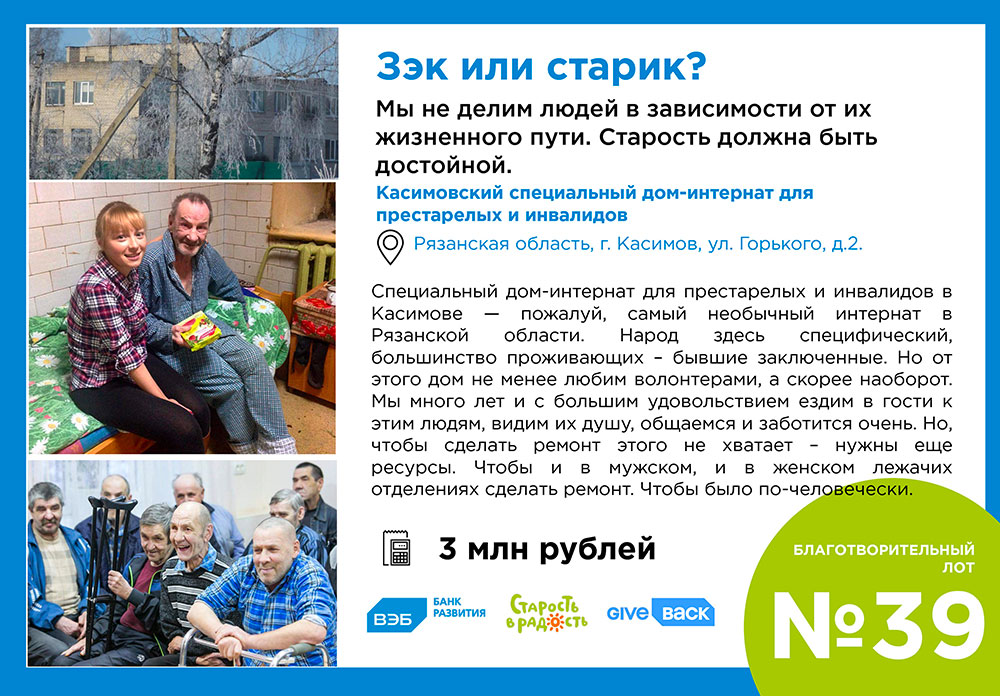 Зэк или старик?
Мы не делим людей в зависимости от их
жизненного пути. Старость должна быть
достойной.
Касимовский специальный дом-интернат для
престарелых и инвалидов
Рязанская область, г. Касимов, ул. Горького, д.2.
Специальный дом-интернат для престарелых и инвалидов в
Касимове — пожалуй, самый необычный интернат в
Рязанской области. Народ здесь специфический,
большинство проживающих – бывшие заключенные. Но от
этого дом не менее любим волонтерами, а скорее наоборот.
Мы много лет и с большим удовольствием ездим в гости к
этим людям, видим их душу, общаемся и заботится очень. Но,
чтобы сделать ремонт этого не хватает – нужны еще
ресурсы. Чтобы и в мужском, и в женском лежачих
отделениях сделать ремонт. Чтобы было по-человечески.
3 млн рублей
ВЭБ БАНК
РАЗВИТИЯ
Старость
в радость
GIVE BACK
БЛАГОТВОРИТЕЛЬНЫЙ
ЛОТ
№39